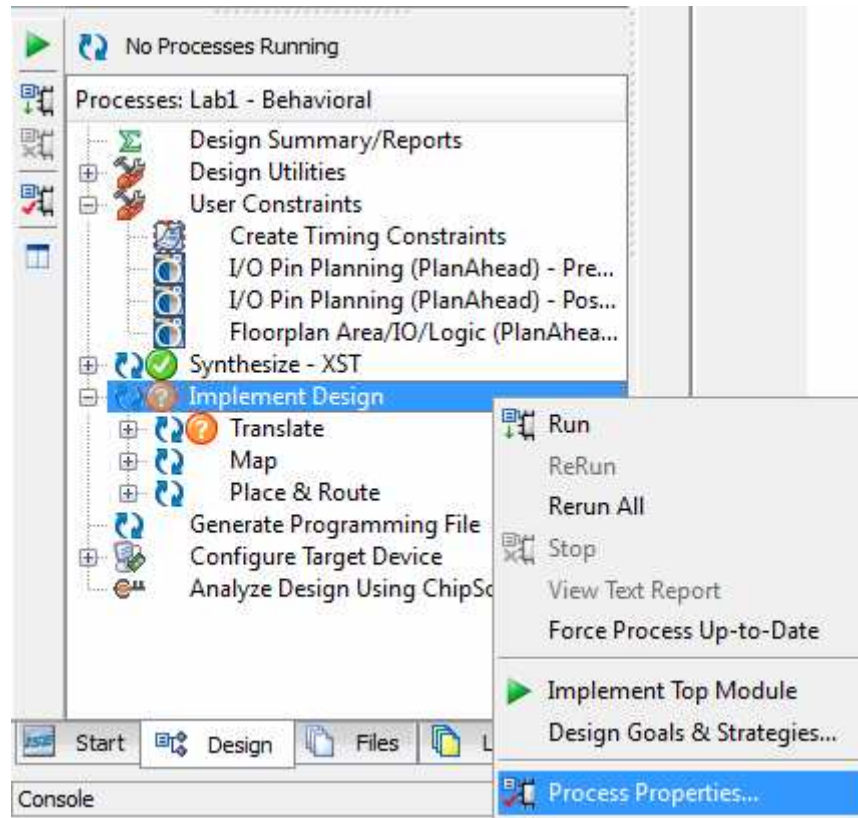 No Processes Running
Processes: Lab1 - Behavioral
Design Summary/Reports
Design Utilities
User Constraints
Create Timing Constraints
I/O Pin Planning (PlanAhead) - Pre...
I/O Pin Planning (PlanAhead) - Pos...
Floorplan Area/IO/Logic (PlanAhea...
Synthesize - XST
Implement Design
Translate
Map
Place & Route
Generate Programming File
Configure Target Device
Analyze Design Using ChipSc
Run
ReRun
Rerun All
Stop
View Text Report
Force Process Up-to-Date
Implement Top Module
Design Goals & Strategies...
Process Properties...
ISE Start Design Files L
Console